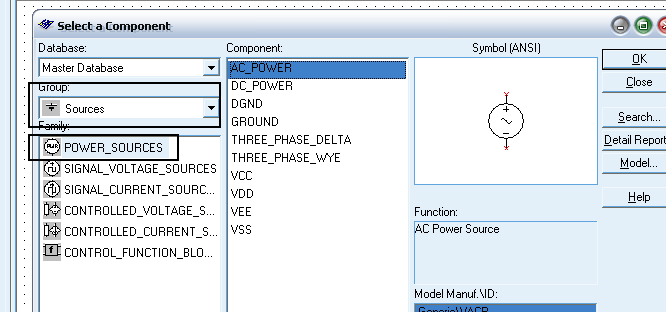 Select a Component
Database:
Master Database
Group:
Sources
Family:
POWER_SOURCES
SIGNAL_VOLTAGE_SOURCES
SIGNAL_CURRENT_SOURC...
CONTROLLED_VOLTAGE_S...
CONTROLLED_CURRENT_S...
CONTROL_FUNCTION_BLO...
Component:
AC_POWER
DC_POWER
DGND
GROUND
THREE_PHASE_DELTA
THREE_PHASE_WYE
VCC
VDD
VEE
VSS
Symbol (ANSI)
Function:
AC Power Source
Model Manuf.\ID:
Generic\VACP
OK
Close
Search...
Detail Report
Model...
Help